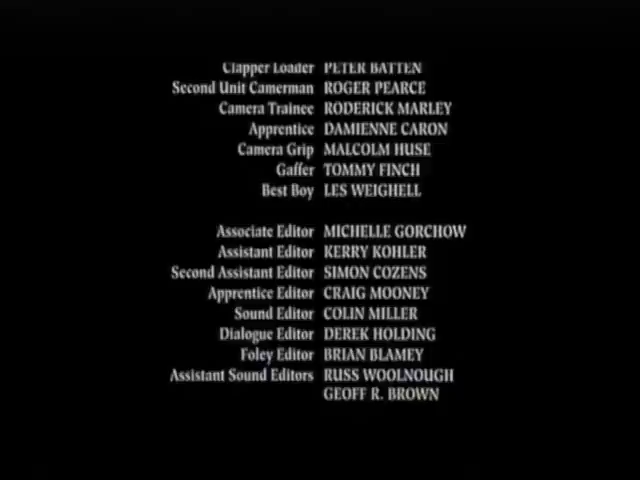 Clapper Loader PETER BATTEN
Second Unit Camerman ROGER PEARCE
Camera Trainee RODERICK MARLEY
Apprentice DAMIENNE CARON
Camera Grip MALCOLM HUSE
Gaffer TOMMY FINCH
Best Boy LES WEIGHELL
Associate Editor MICHELLE GORCHOW
Assistant Editor KERRY KOHLER
Second Assistant Editor SIMON COZENS
Apprentice Editor CRAIG MOONEY
Sound Editor COLIN MILLER
Dialogue Editor DEREK HOLDING
Foley Editor BRIAN BLAMEY
Assistant Sound Editors RUSS WOOLNOUGH
GEOFF R. BROWN